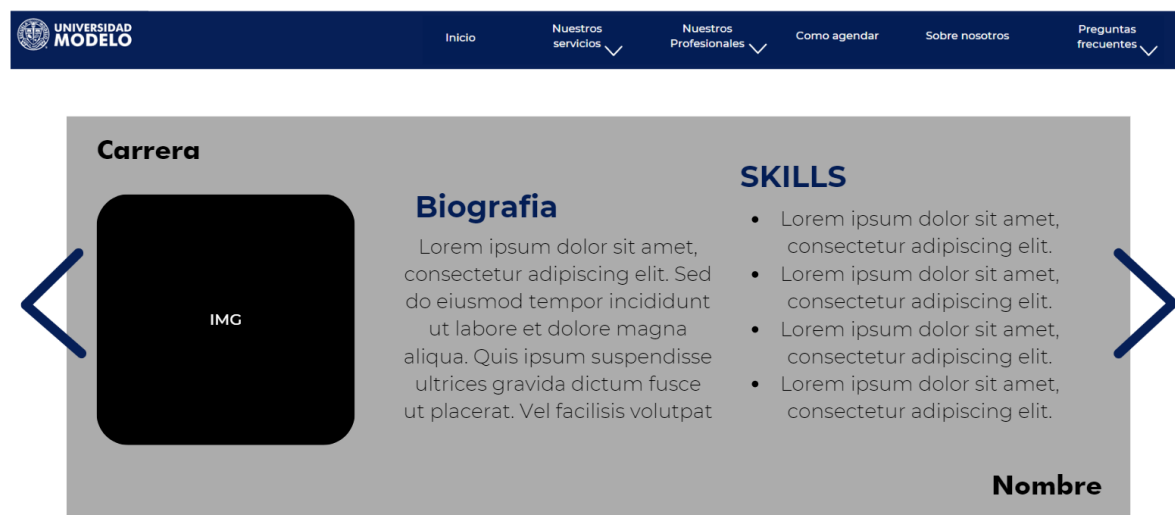 UNIVERSIDAD
MODELO
Inicio
Nuestros
servicios
Nuestros
Profesionales
Como agendar
Sobre nosotros
Preguntas
frecuentes
Carrera
IMG
Biografia
Lorem ipsum dolor sit amet,
consectetur adipiscing elit. Sed
do eiusmod tempor incididunt
ut labore et dolore magna
aliqua. Quis ipsum suspendisse
ultrices gravida dictum fusce
ut placerat. Vel facilisis volutpat
SKILLS
• Lorem ipsum dolor sit amet,
consectetur adipiscing elit.
• Lorem ipsum dolor sit amet,
consectetur adipiscing elit.
• Lorem ipsum dolor sit amet,
consectetur adipiscing elit.
• Lorem ipsum dolor sit amet,
consectetur adipiscing elit.
Nombre